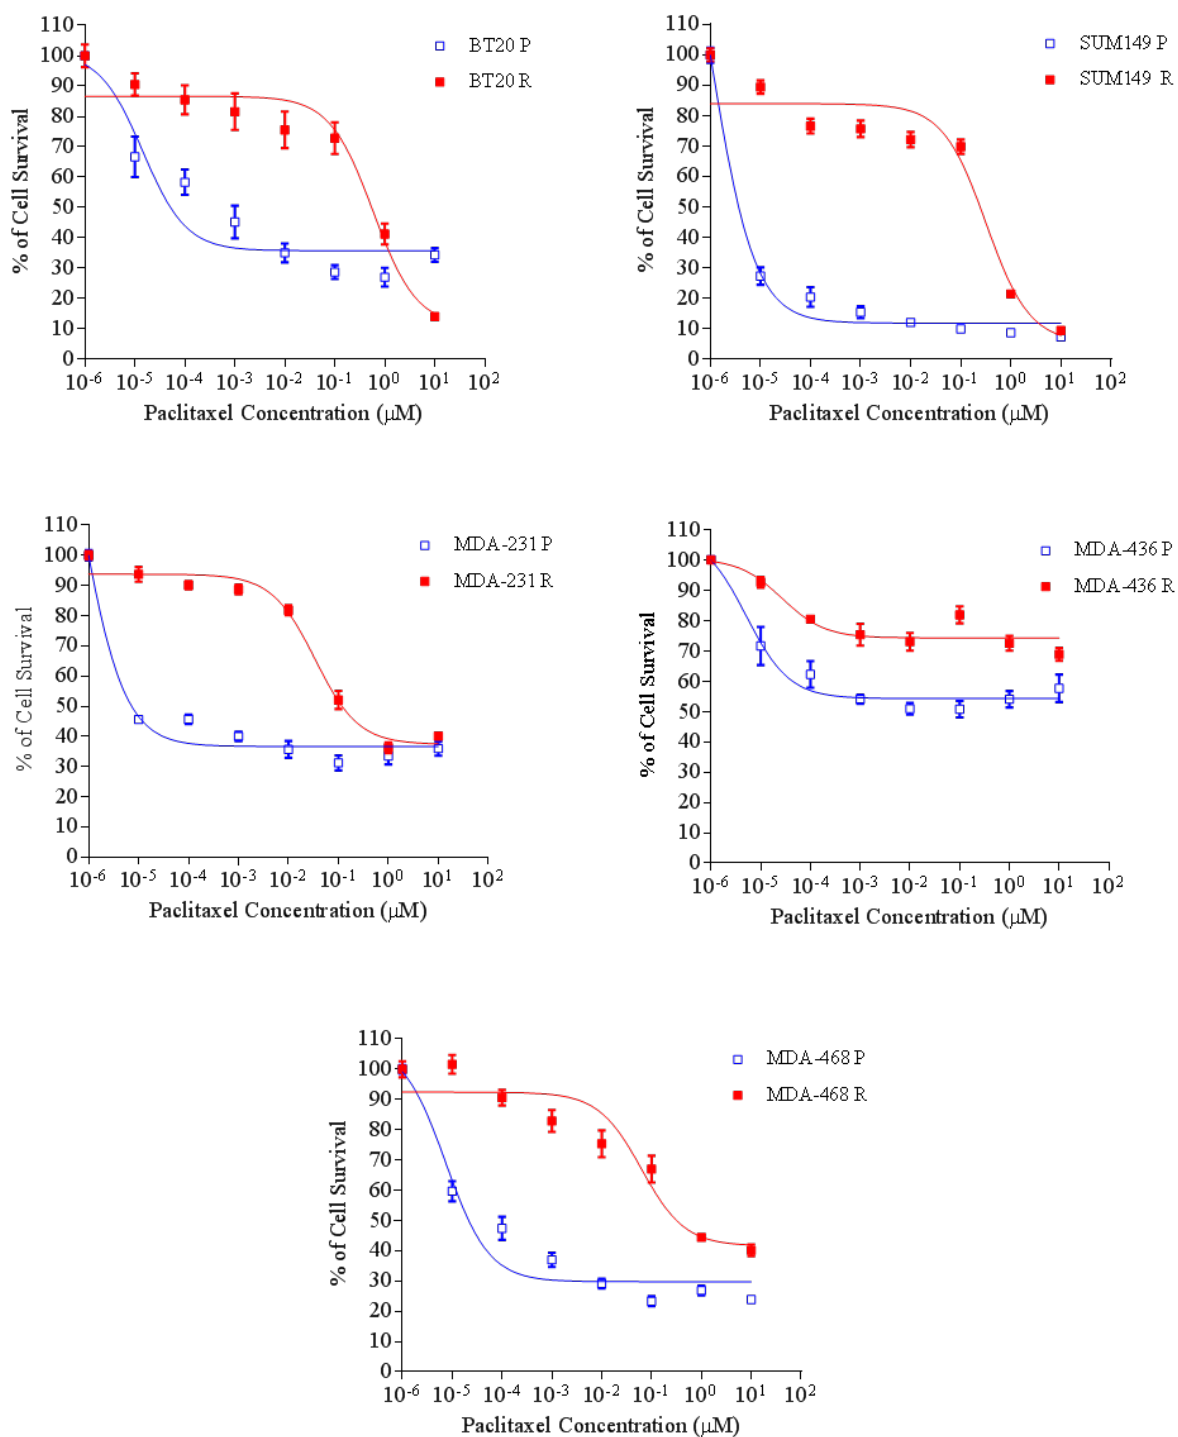 110
100
90
80
70
60
50
40
30
20
10
0
% of Cell Survival
BT20 P
BT20 R
10-6 10-5 10-4 10-3 10-2 10-1 100 101 102
Paclitaxel Concentration (μM)
110
100
90
80
70
60
50
40
30
20
10
0
% of Cell Survival
SUM149 P
SUM149 R
10-6 10-5 10-4 10-3 10-2 10-1 100 101 102
Paclitaxel Concentration (μM)
110
100
90
80
70
60
50
40
30
20
10
0
% of Cell Survival
MDA-231 P
MDA-231 R
10-6 10-5 10-4 10-3 10-2 10-1 100 101 102
Paclitaxel Concentration (μM)
110
100
90
80
70
60
50
40
30
20
10
0
% of Cell Survival
MDA-436 P
MDA-436 R
10-6 10-5 10-4 10-3 10-2 10-1 100 101 102
Paclitaxel Concentration (μM)
110
100
90
80
70
60
50
40
30
20
10
0
% of Cell Survival
MDA-468 P
MDA-468 R
10-6 10-5 10-4 10-3 10-2 10-1 100 101 102
Paclitaxel Concentration (μM)